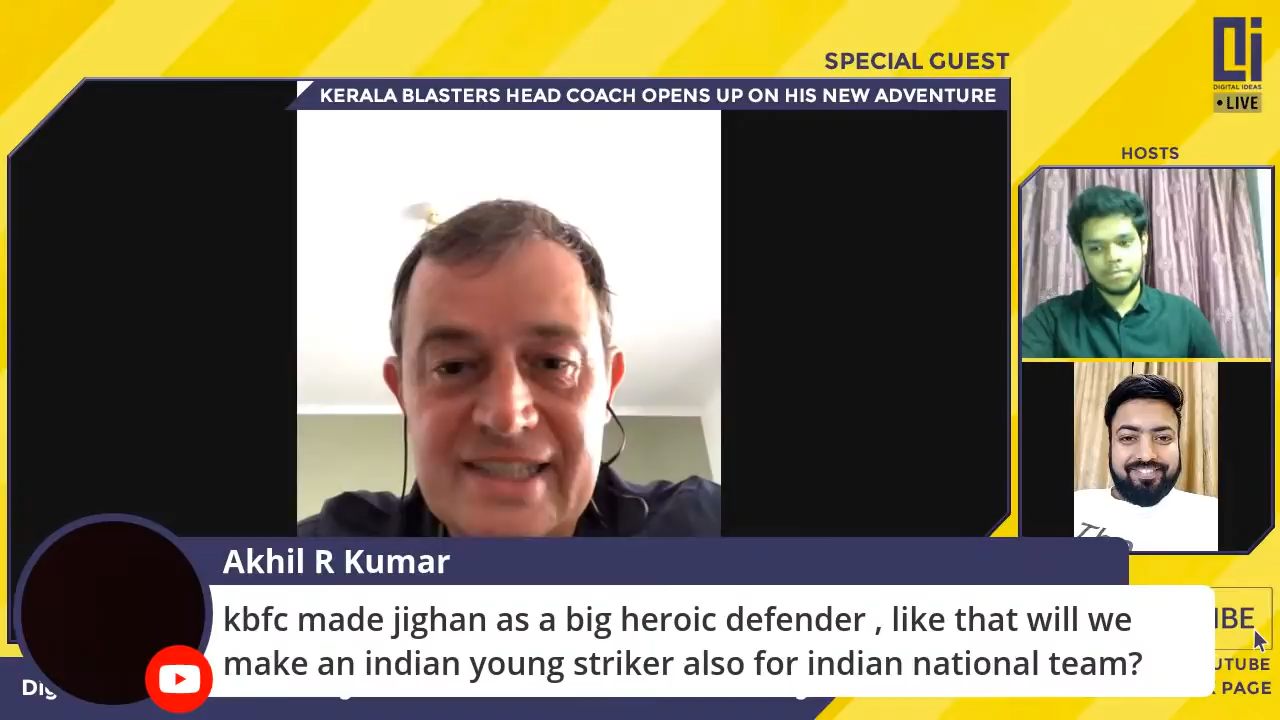 SPECIAL GUEST
KERALA BLASTERS HEAD COACH OPENS UP ON HIS NEW ADVENTURE
DIGITAL IDEAS
• LIVE
HOSTS
The
Akhil R Kumar
kbfc made jighan as a big heroic defender , like that will we
make an indian young striker also for indian national team?
PAGE